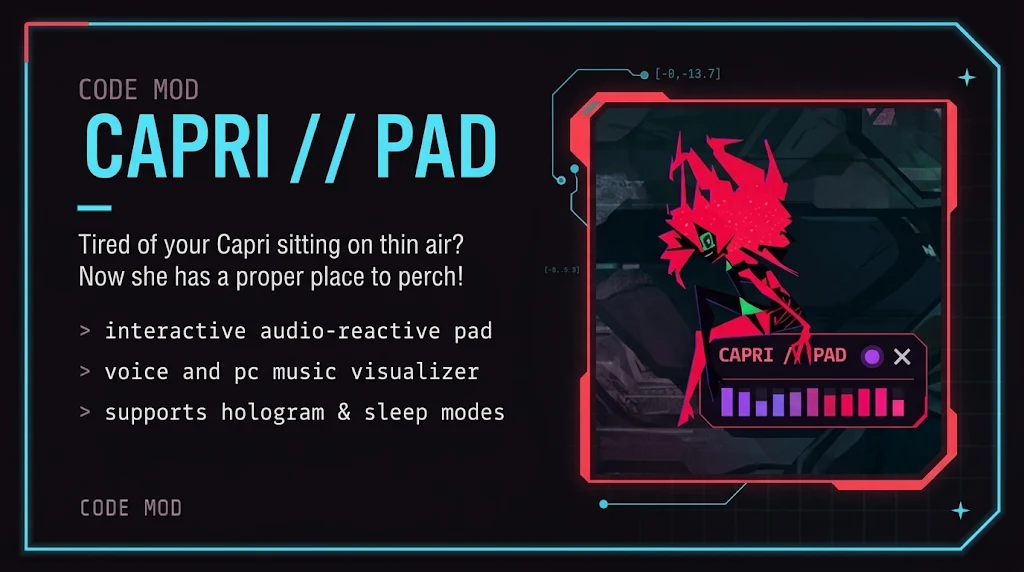 CODE MOD
CAPRI // PAD
Tired of your Capri sitting on thin air?
Now she has a proper place to perch!
> interactive audio-reactive pad
> voice and pc music visualizer
> supports hologram & sleep modes
CODE MOD
[-0,-13.7]
CAPRI // PAD